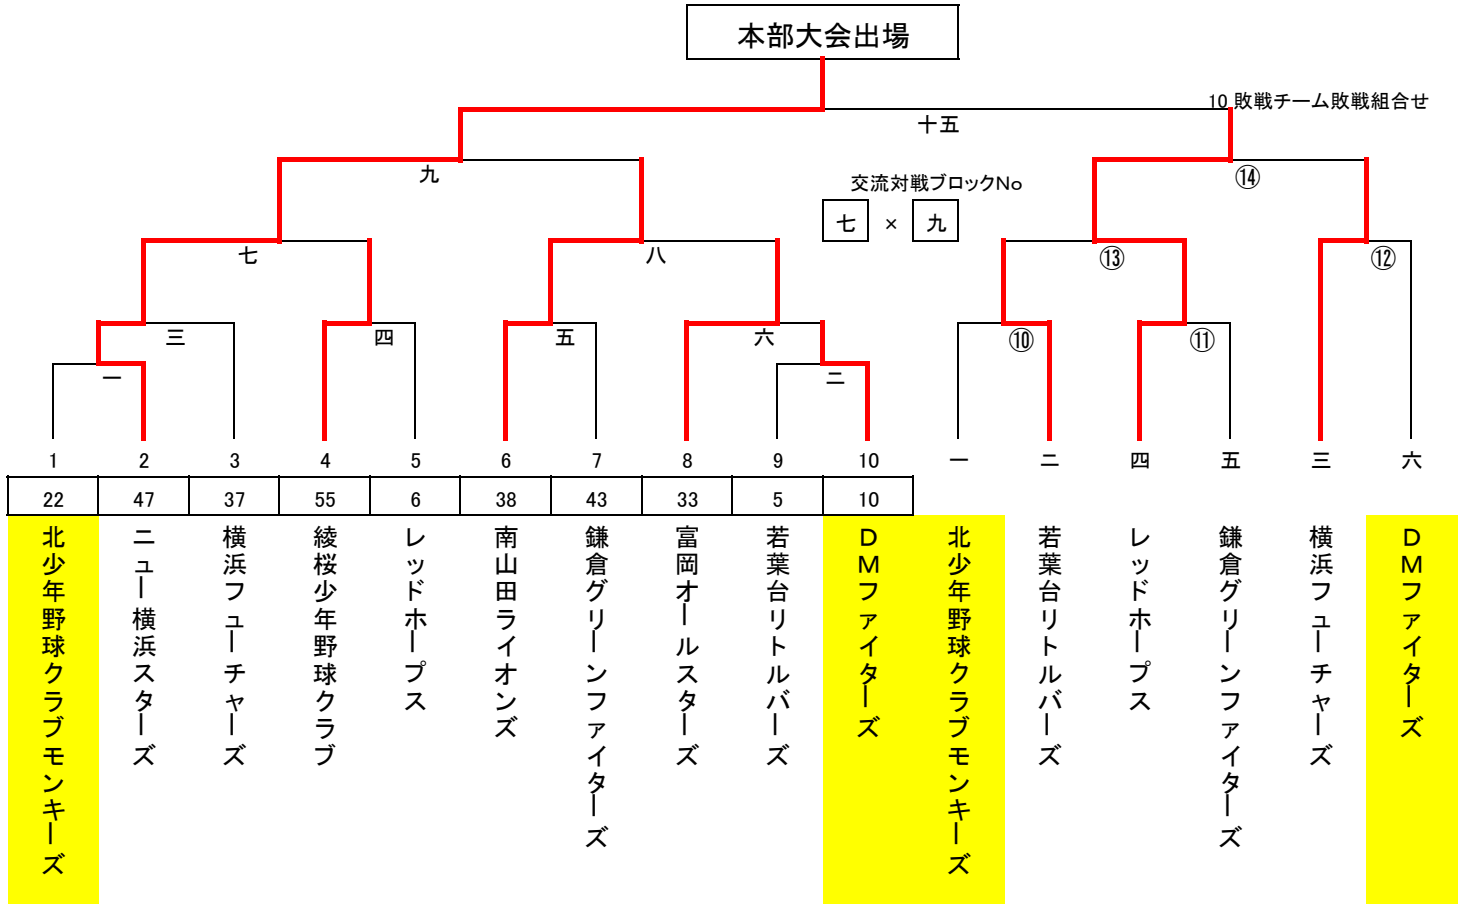 本部大会出場
10 敗戦チーム敗戦組合せ
十五
九
交流対戦ブロックNo
⑭
七 × 九
七
八
⑬
⑫
三
四
五
六
⑩
⑪
一
二
1 2 3 4 5 6 7 8 9 10 一 二 四 五 三 六
22 47 37 55 6 38 43 33 5 10
北少年野球クラブモンキーズ
ニュー横浜スターズ
横浜フューチャーズ
綾桜少年野球クラブ
レッドホープス
南山田ライオンズ
鎌倉グリーンファイターズ
富岡オールスターズ
若葉台リトルバーズ
DMファイターズ
北少年野球クラブモンキーズ
若葉台リトルバーズ
レッドホープス
鎌倉グリーンファイターズ
横浜フューチャーズ
DMファイターズ